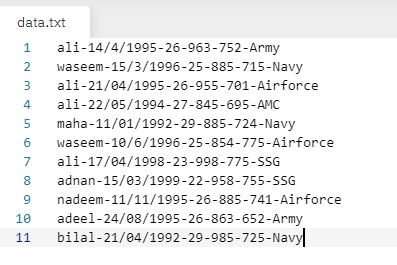 data.txt
1 ali-14/4/1995-26-963-752-Army
2 waseem-15/3/1996-25-885-715-Navy
3 ali-21/04/1995-26-955-701-Airforce
4 ali-22/05/1994-27-845-695-AMC
5 maha-11/01/1992-29-885-724-Navy
6 waseem-10/6/1996-25-854-775-Airforce
7 ali-17/04/1998-23-998-775-SSG
8 adnan-15/03/1999-22-958-755-SSG
9 nadeem-11/11/1995-26-885-741-Airforce
10 adeel-24/08/1995-26-863-652-Army
11 bilal-21/04/1992-29-985-725-Navy